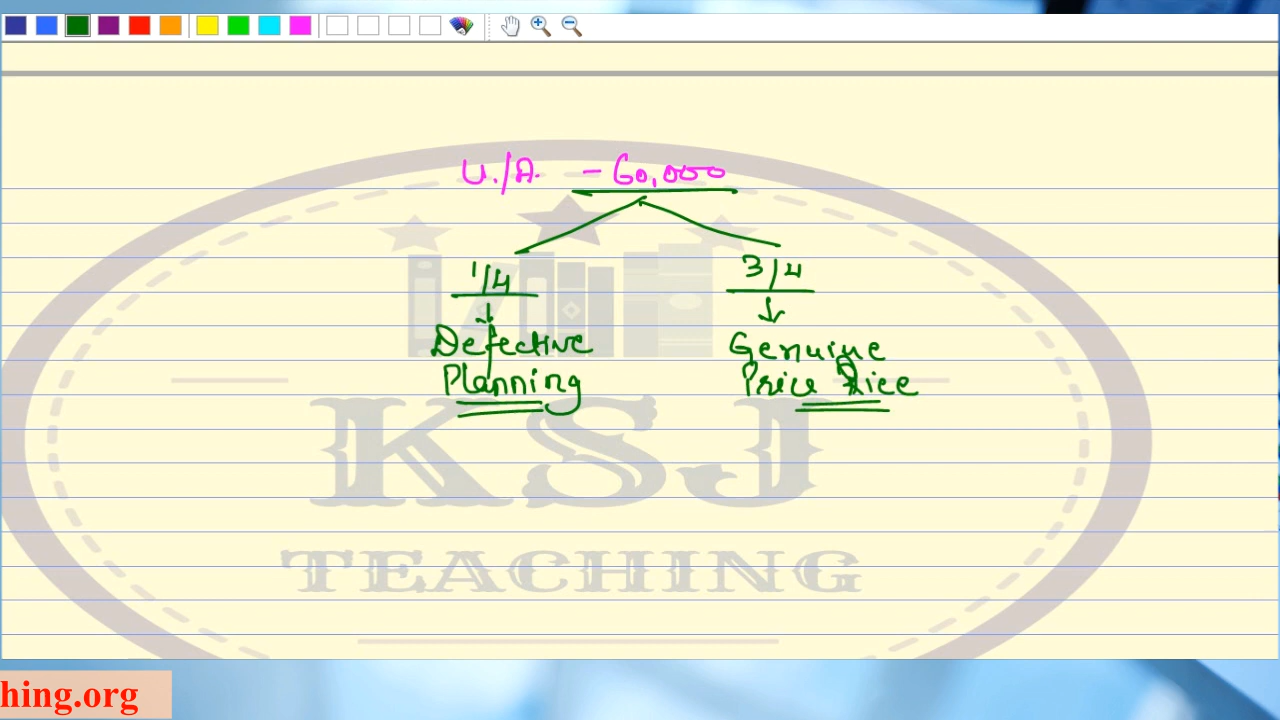 U./A. - 60,000
1/4
3/4
Defective
Planning
Genuine
Price Rice
KSJ
TEACHING
hing.org